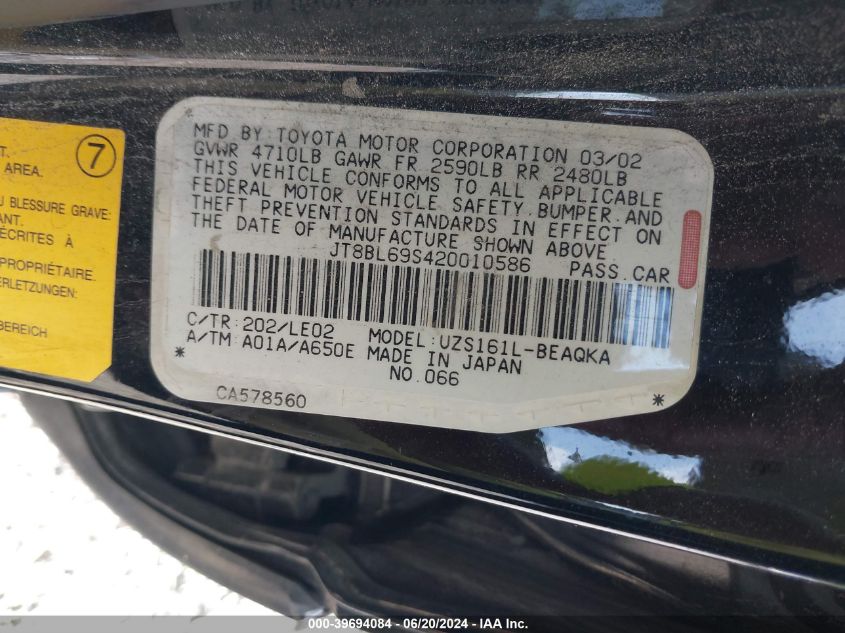 MFD BY: TOYOTA MOTOR CORPORATION 03/02
GVWR 4710LB GAWR FR 2590LB RR 2480LB
THIS VEHICLE CONFORMS TO ALL APPLICABLE
FEDERAL MOTOR VEHICLE SAFETY, BUMPER, AND
THEFT PREVENTION STANDARDS IN EFFECT ON
THE DATE OF MANUFACTURE SHOWN ABOVE.
JT8BL69S420010586 PASS. CAR
C/TR: 202/LE02 MODEL: UZS161L-BEAQKA
A/TM: A01A/A650E MADE IN JAPAN
NO. 066
* CA578560 *
7
T.
AREA.
U BLESSURE GRAVE
ANT.
ÉCRITES À
PROPRIÉTAIRE.
ERLETZUNGEN:
BEREICH
000-39694084 - 06/20/2024 - IAAI.COM